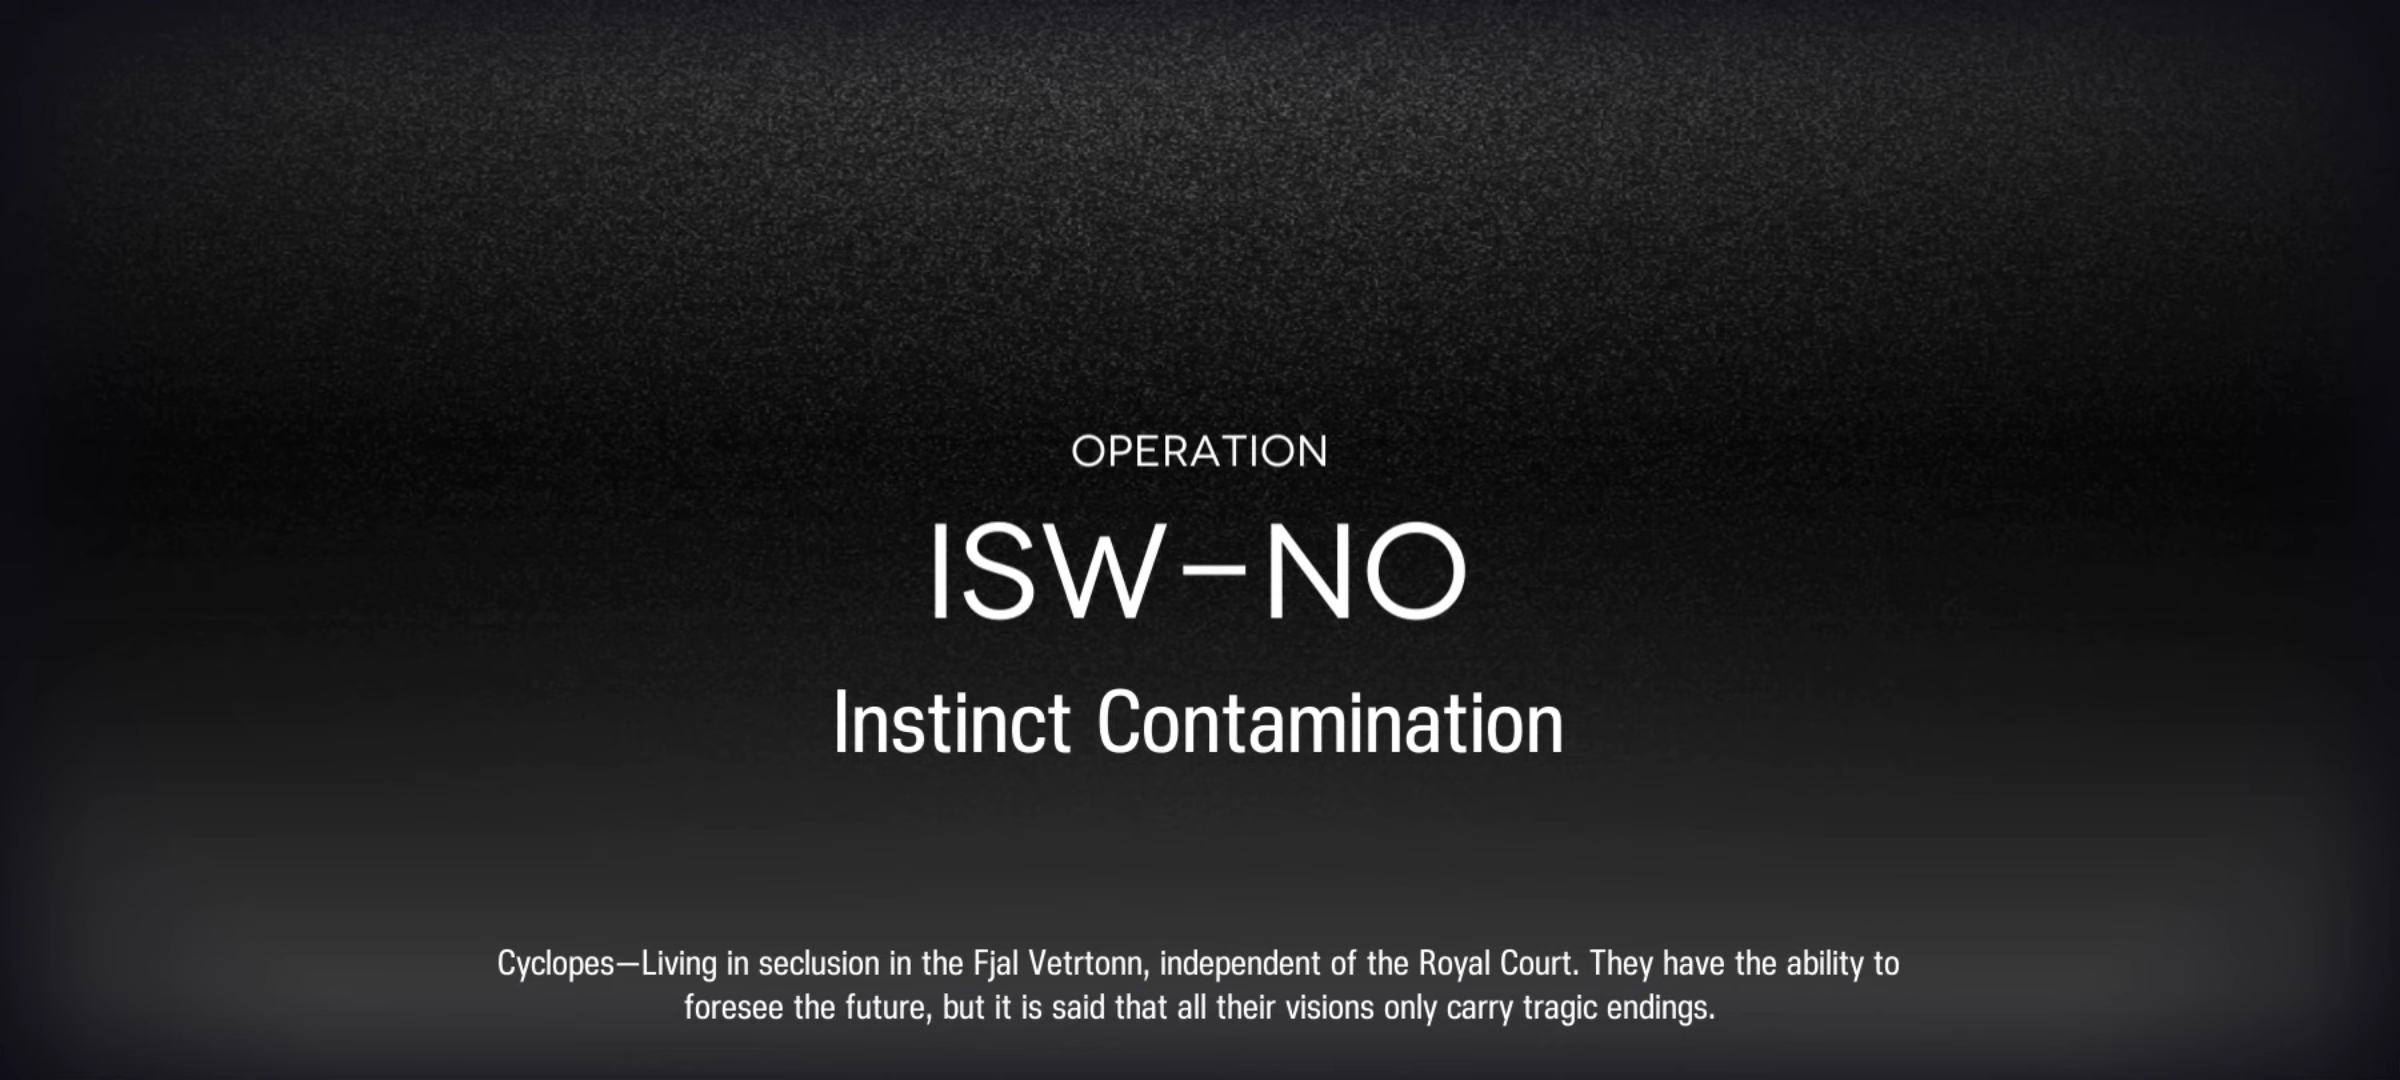 OPERATION
ISW-NO
Instinct Contamination
Cyclopes—Living in seclusion in the Fjal Vetrtonn, independent of the Royal Court. They have the ability to
foresee the future, but it is said that all their visions only carry tragic endings.